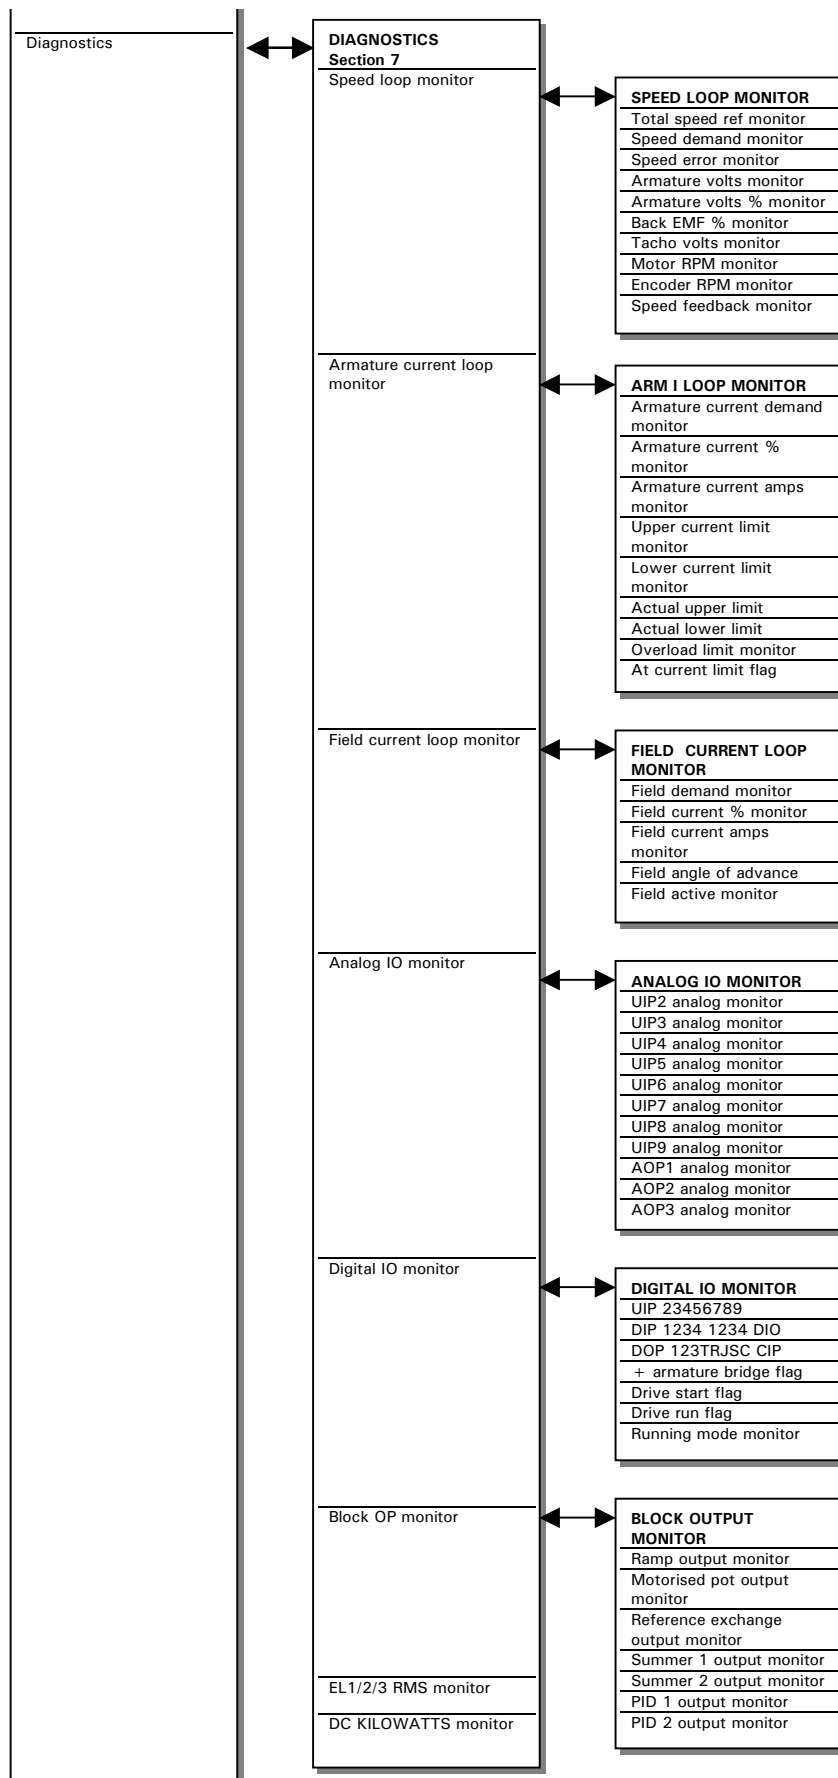 Diagnostics
DIAGNOSTICS
Section 7
Speed loop monitor
SPEED LOOP MONITOR
Total speed ref monitor
Speed demand monitor
Speed error monitor
Armature volts monitor
Armature volts % monitor
Back EMF % monitor
Tacho volts monitor
Motor RPM monitor
Encoder RPM monitor
Speed feedback monitor
Armature current loop
monitor
ARM I LOOP MONITOR
Armature current demand
monitor
Armature current %
monitor
Armature current amps
monitor
Upper current limit
monitor
Lower current limit
monitor
Actual upper limit
Actual lower limit
Overload limit monitor
At current limit flag
Field current loop monitor
FIELD CURRENT LOOP
MONITOR
Field demand monitor
Field current % monitor
Field current amps
monitor
Field angle of advance
Field active monitor
Analog IO monitor
ANALOG IO MONITOR
UIP2 analog monitor
UIP3 analog monitor
UIP4 analog monitor
UIP5 analog monitor
UIP6 analog monitor
UIP7 analog monitor
UIP8 analog monitor
UIP9 analog monitor
AOP1 analog monitor
AOP2 analog monitor
AOP3 analog monitor
Digital IO monitor
DIGITAL IO MONITOR
UIP 23456789
DIP 1234 1234 DIO
DOP 123TRJSC CIP
+ armature bridge flag
Drive start flag
Drive run flag
Running mode monitor
Block OP monitor
BLOCK OUTPUT
MONITOR
Ramp output monitor
Motorised pot output
monitor
Reference exchange
output monitor
Summer 1 output monitor
Summer 2 output monitor
PID 1 output monitor
PID 2 output monitor
EL1/2/3 RMS monitor
DC KILOWATTS monitor